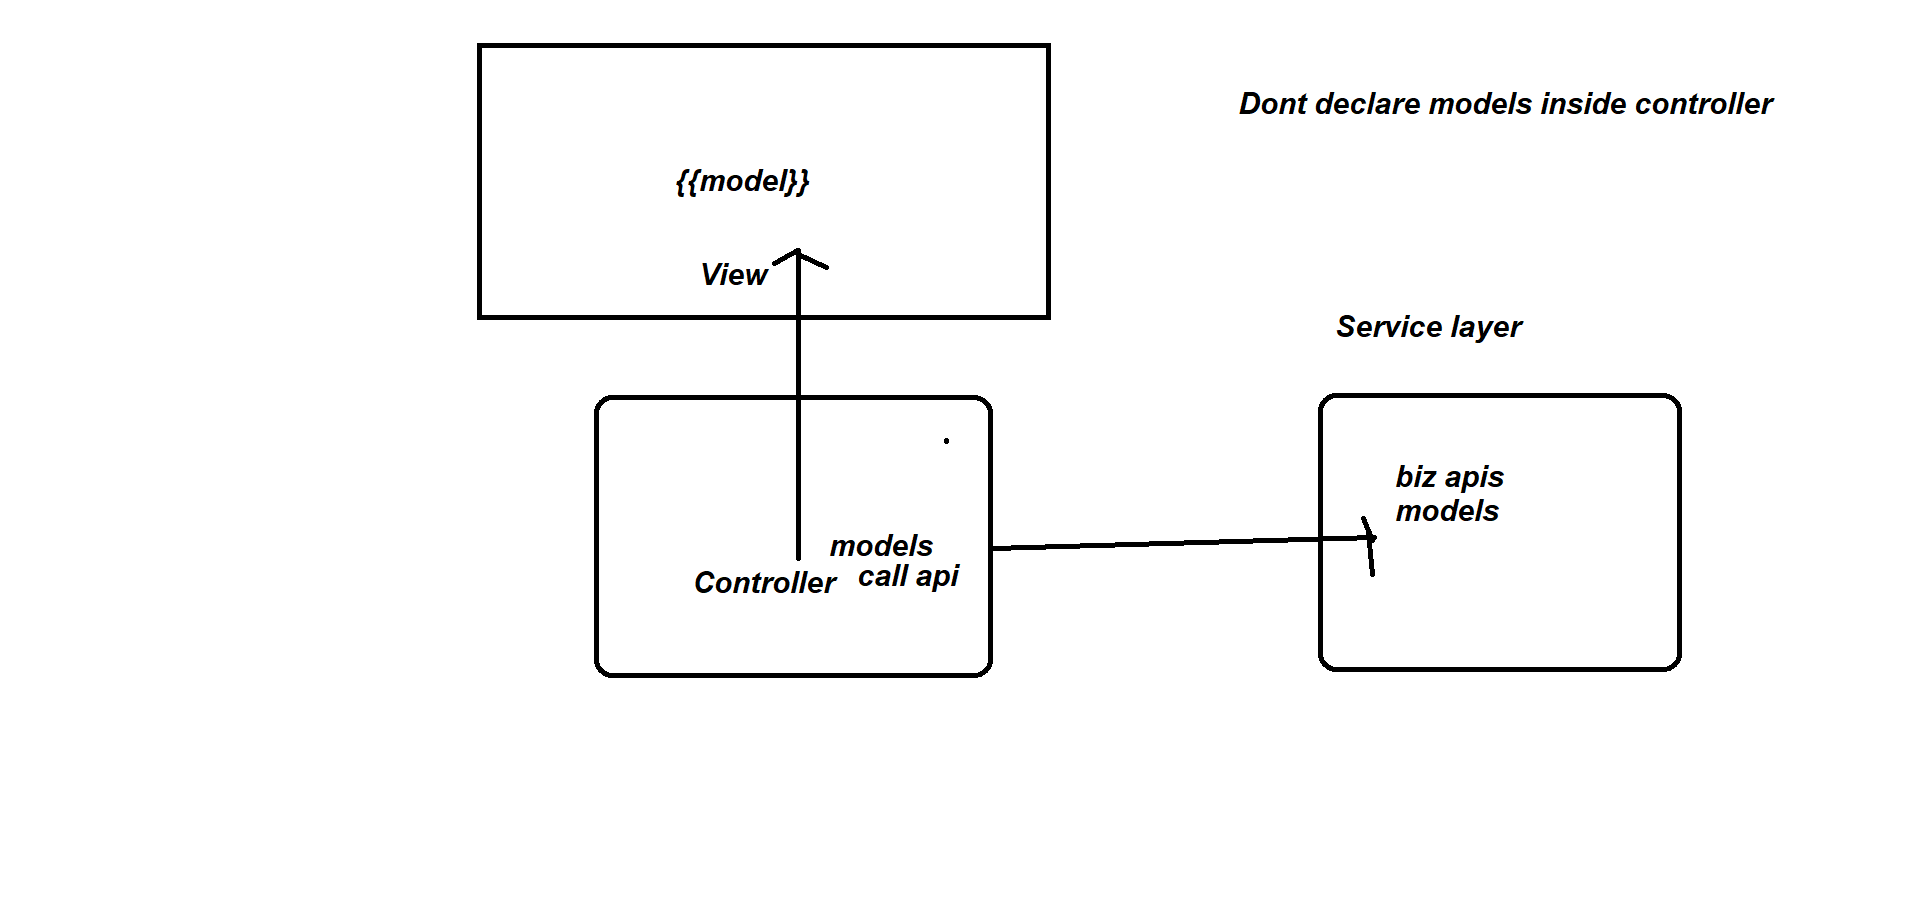 Dont declare models inside controller
{{model}}
View
Service layer
biz apis
models
models
call api
Controller